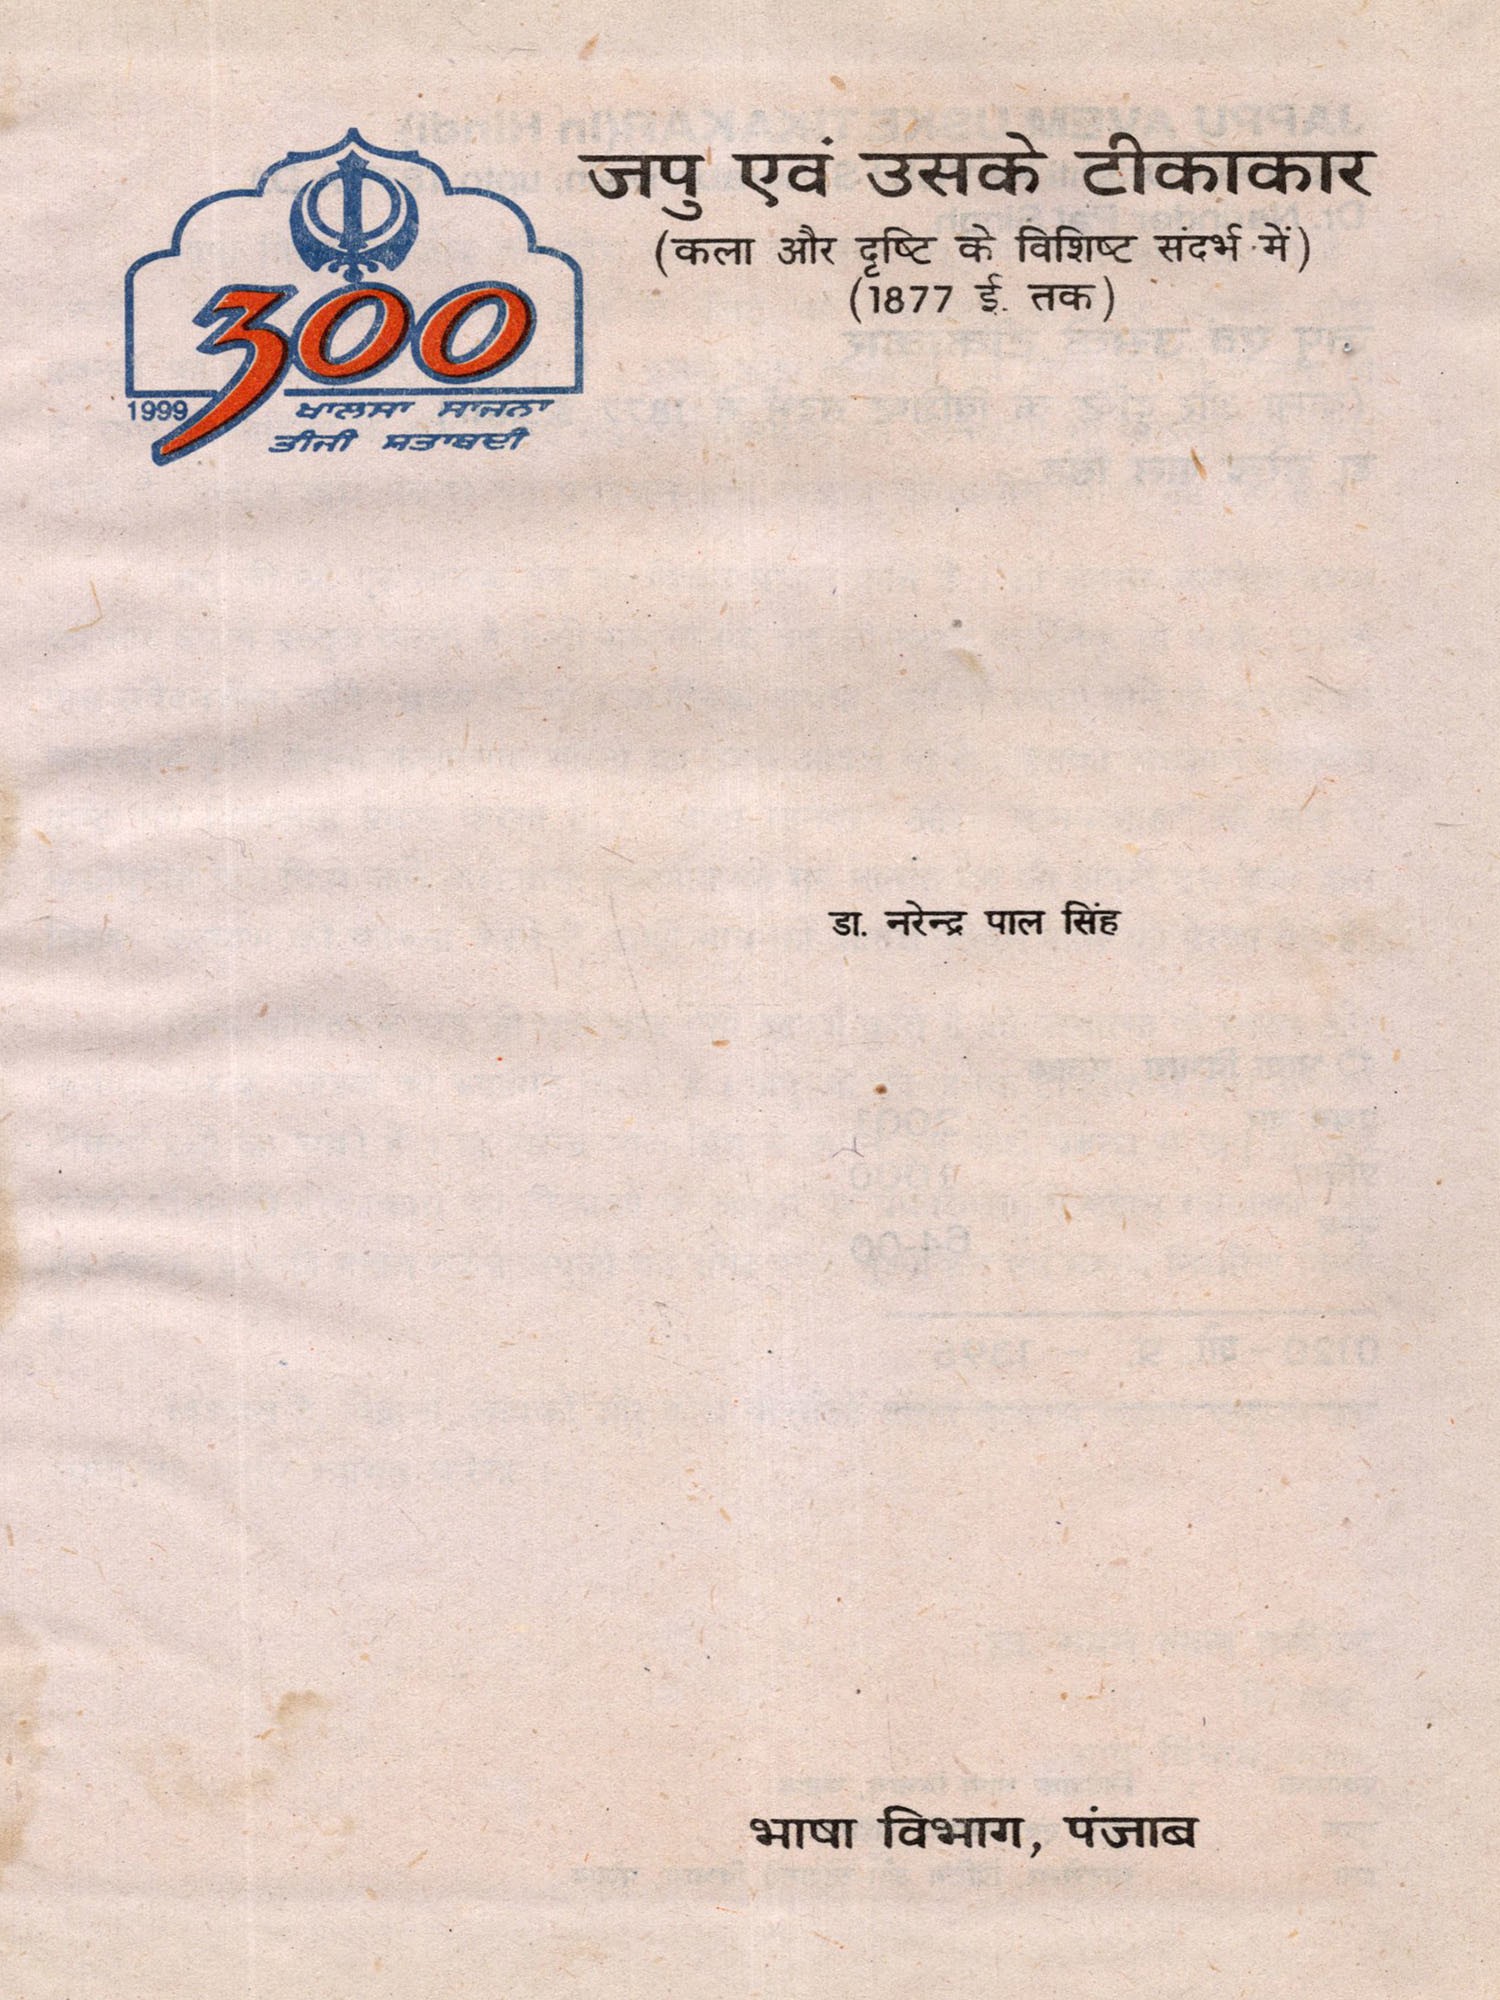 जपु एवं उसके टीकाकार
(कला और दृष्टि के विशिष्ट संदर्भ में)
(1877 ई. तक)
300
1999
ਖਾਲਸਾ ਸਾਜਨਾ
ਤੀਜੀ ਸ਼ਤਾਬਦੀ
डा. नरेन्द्र पाल सिंह
भाषा विभाग, पंजाब